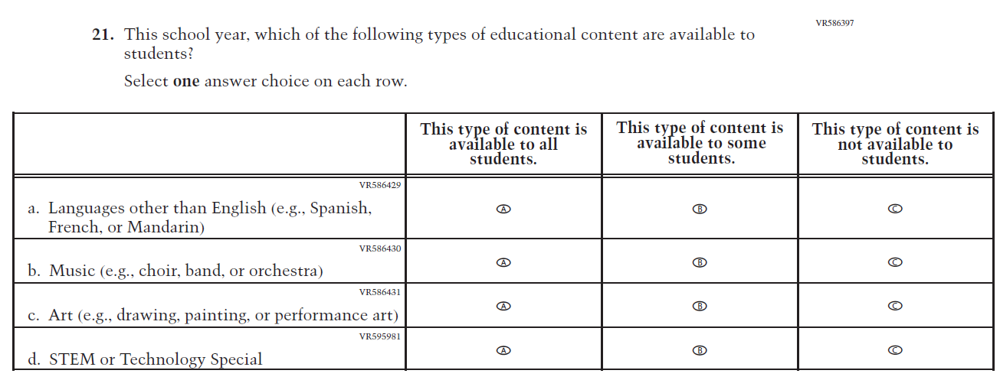 VR586397
21. This school year, which of the following types of educational content are available to
students?
Select one answer choice on each row.
This type of content is
available to all
students.
This type of content is
available to some
students.
This type of content is
not available to
students.
VR586429
a. Languages other than English (e.g., Spanish,
French, or Mandarin)
A B C
VR586430
b. Music (e.g., choir, band, or orchestra)
A B C
VR586431
c. Art (e.g., drawing, painting, or performance art)
A B C
VR595981
d. STEM or Technology Special
A B C